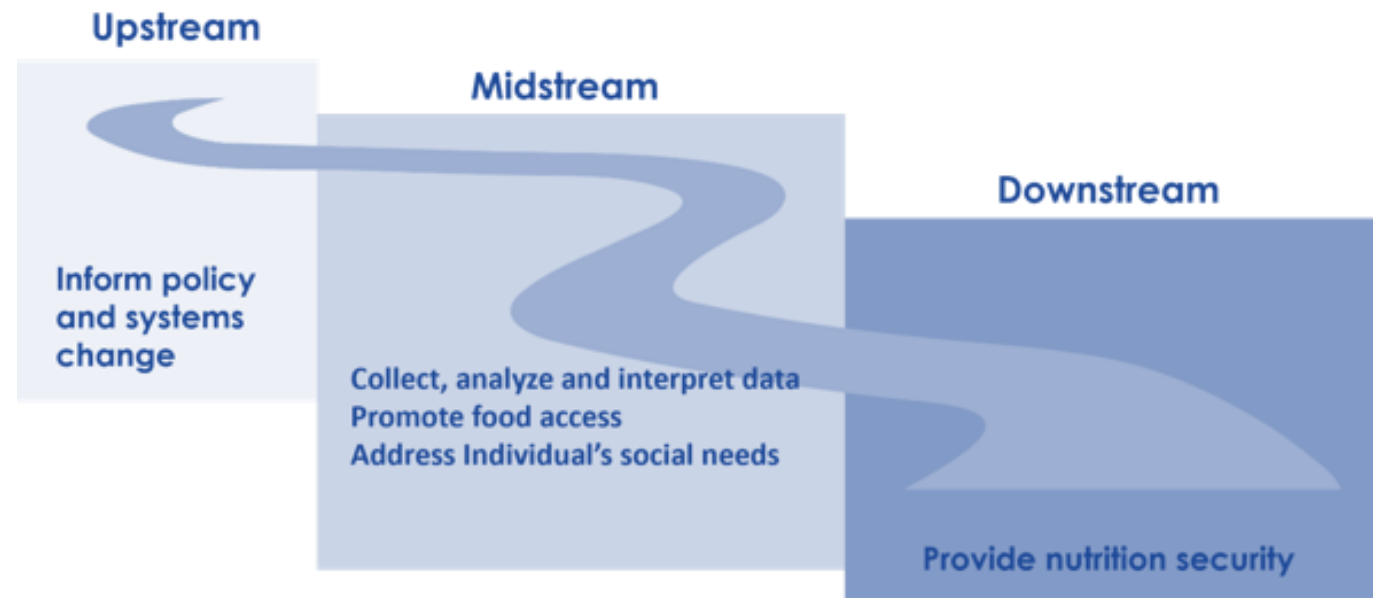 Upstream
Midstream
Downstream
Inform policy
and systems
change
Collect, analyze and interpret data
Promote food access
Address Individual's social needs
Provide nutrition security